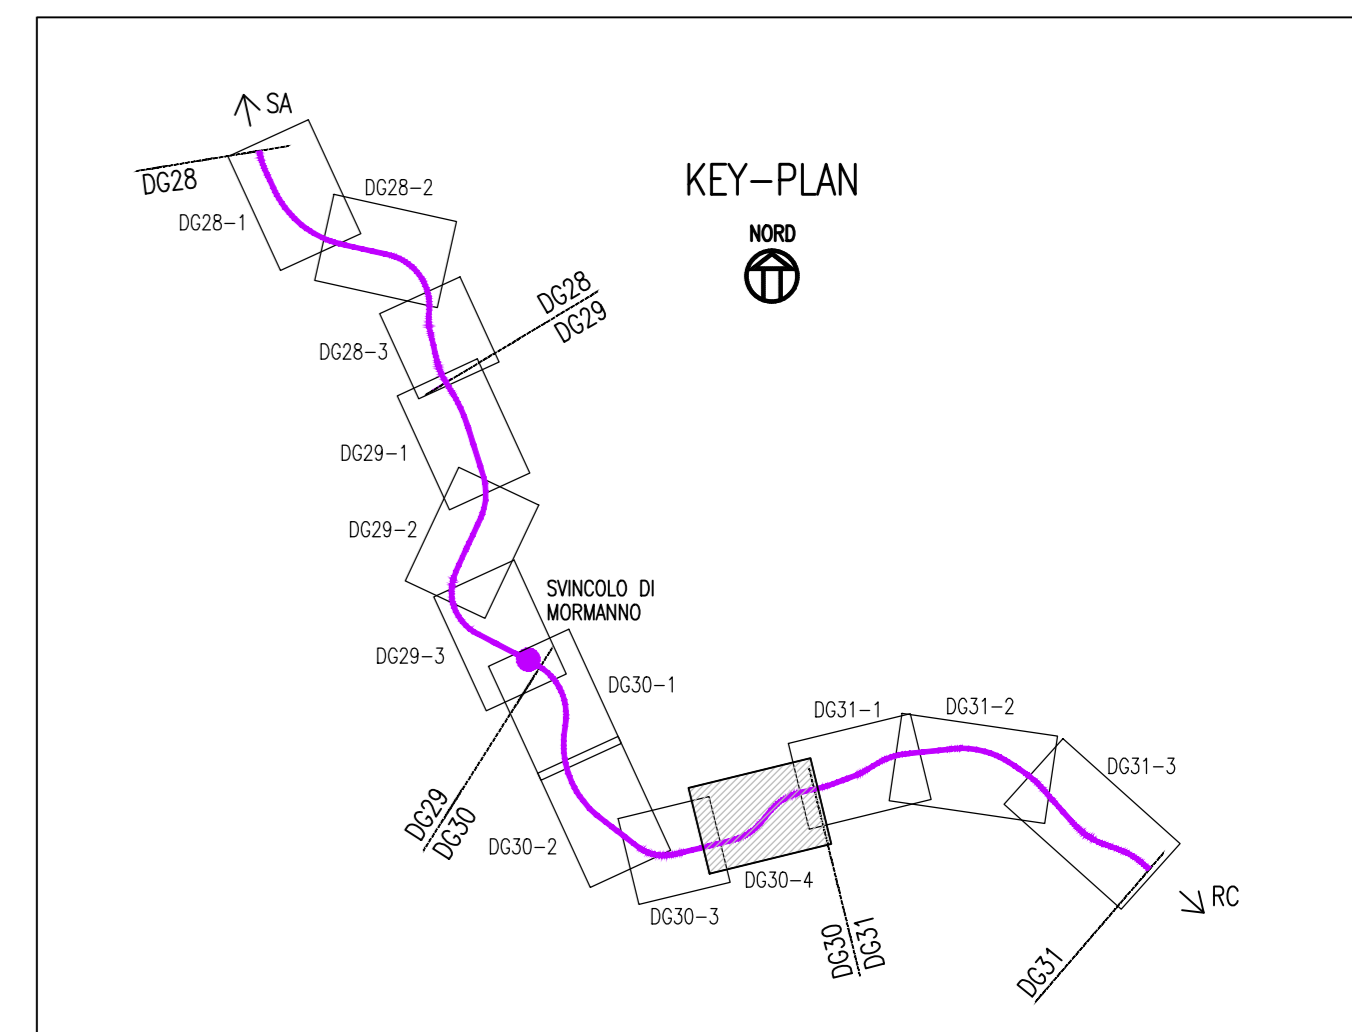 SA
DG28
DG28-1
DG28-2
KEY-PLAN
NORD
DG28
DG29
DG28-3
DG29-1
DG29-2
SVINCOLO DI
MORMANNO
DG29-3
DG30-1
DG29
DG30
DG30-2
DG30-3
DG30-4
DG31-1
DG31-2
DG31-3
DG30
DG31
RC
DG31